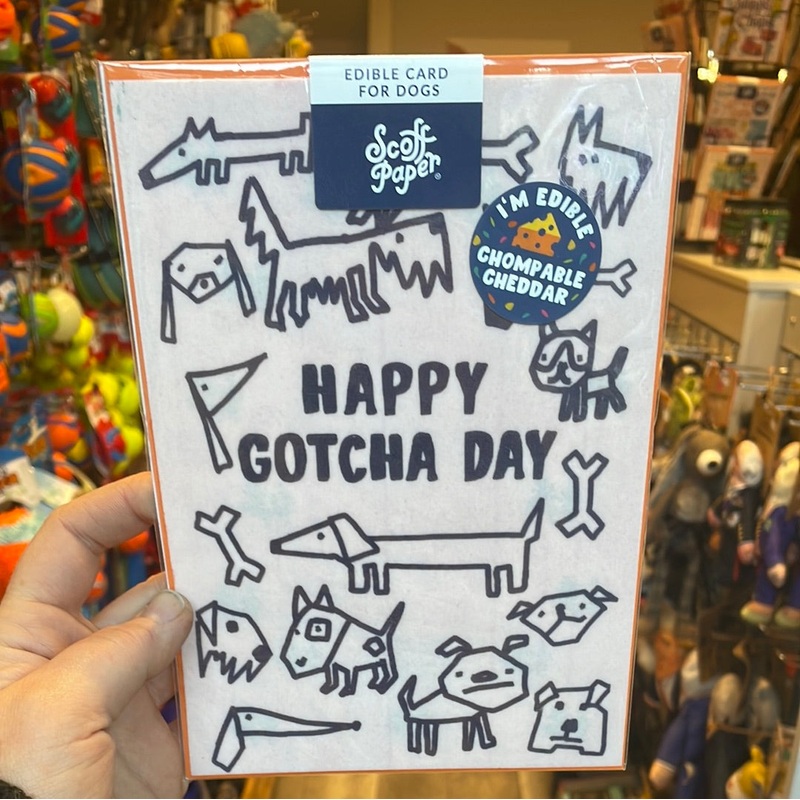 EDIBLE CARD
FOR DOGS
Scoff
Paper®
I'M EDIBLE
CHOMPABLE
CHEDDAR
HAPPY
GOTCHA DAY